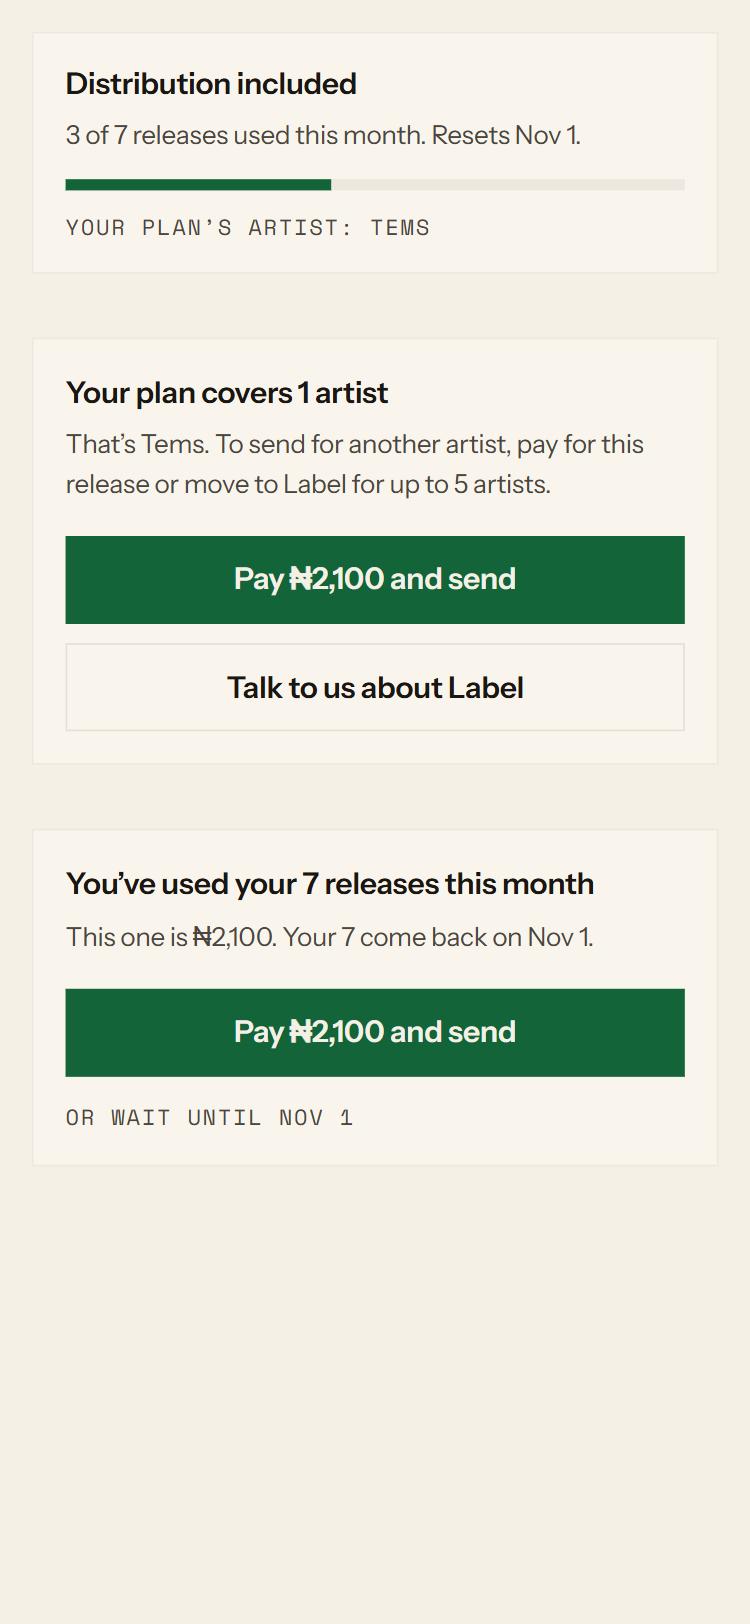 Distribution included
3 of 7 releases used this month. Resets Nov 1.
YOUR PLAN’S ARTIST: TEMS
Your plan covers 1 artist
That’s Tems. To send for another artist, pay for this
release or move to Label for up to 5 artists.
Pay ₦2,100 and send
Talk to us about Label
You’ve used your 7 releases this month
This one is ₦2,100. Your 7 come back on Nov 1.
Pay ₦2,100 and send
OR WAIT UNTIL NOV 1